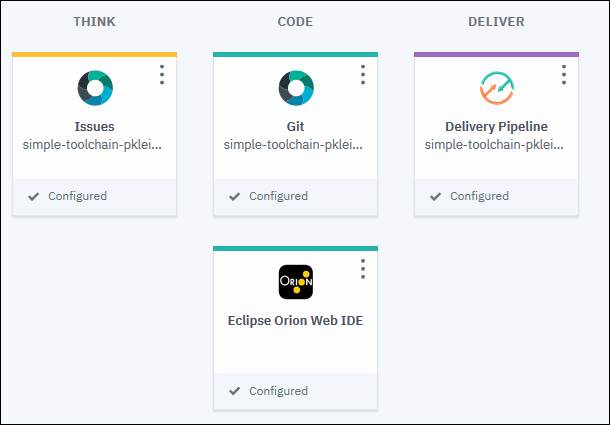 THINK CODE DELIVER
Issues
simple-toolchain-pklei...
Configured
Git
simple-toolchain-pklei...
Configured
Delivery Pipeline
simple-toolchain-pklei...
Configured
ORION
Eclipse Orion Web IDE
Configured